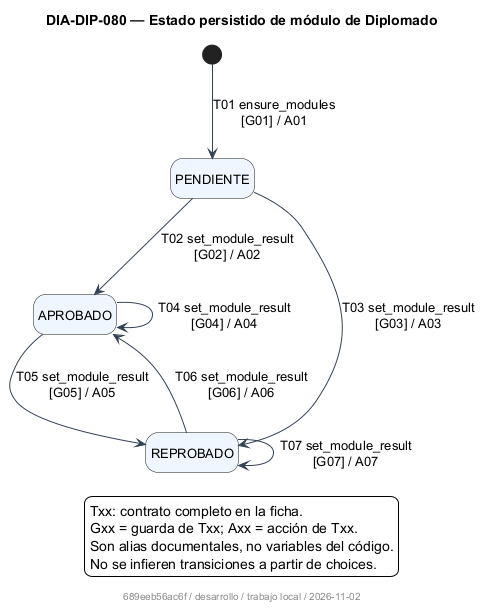 DIA-DIP-080 — Estado persistido de módulo de Diplomado
T01 ensure_modules
[G01] / A01
PENDIENTE
T02 set_module_result
[G02] / A02
APROBADO
T04 set_module_result
[G04] / A04
T03 set_module_result
[G03] / A03
T05 set_module_result
[G05] / A05
T06 set_module_result
[G06] / A06
REPROBADO
T07 set_module_result
[G07] / A07
Txx: contrato completo en la ficha.
Gxx = guarda de Txx; Axx = acción de Txx.
Son alias documentales, no variables del código.
No se infieren transiciones a partir de choices.
689eeb56ac6f / desarrollo / trabajo local / 2026-11-02